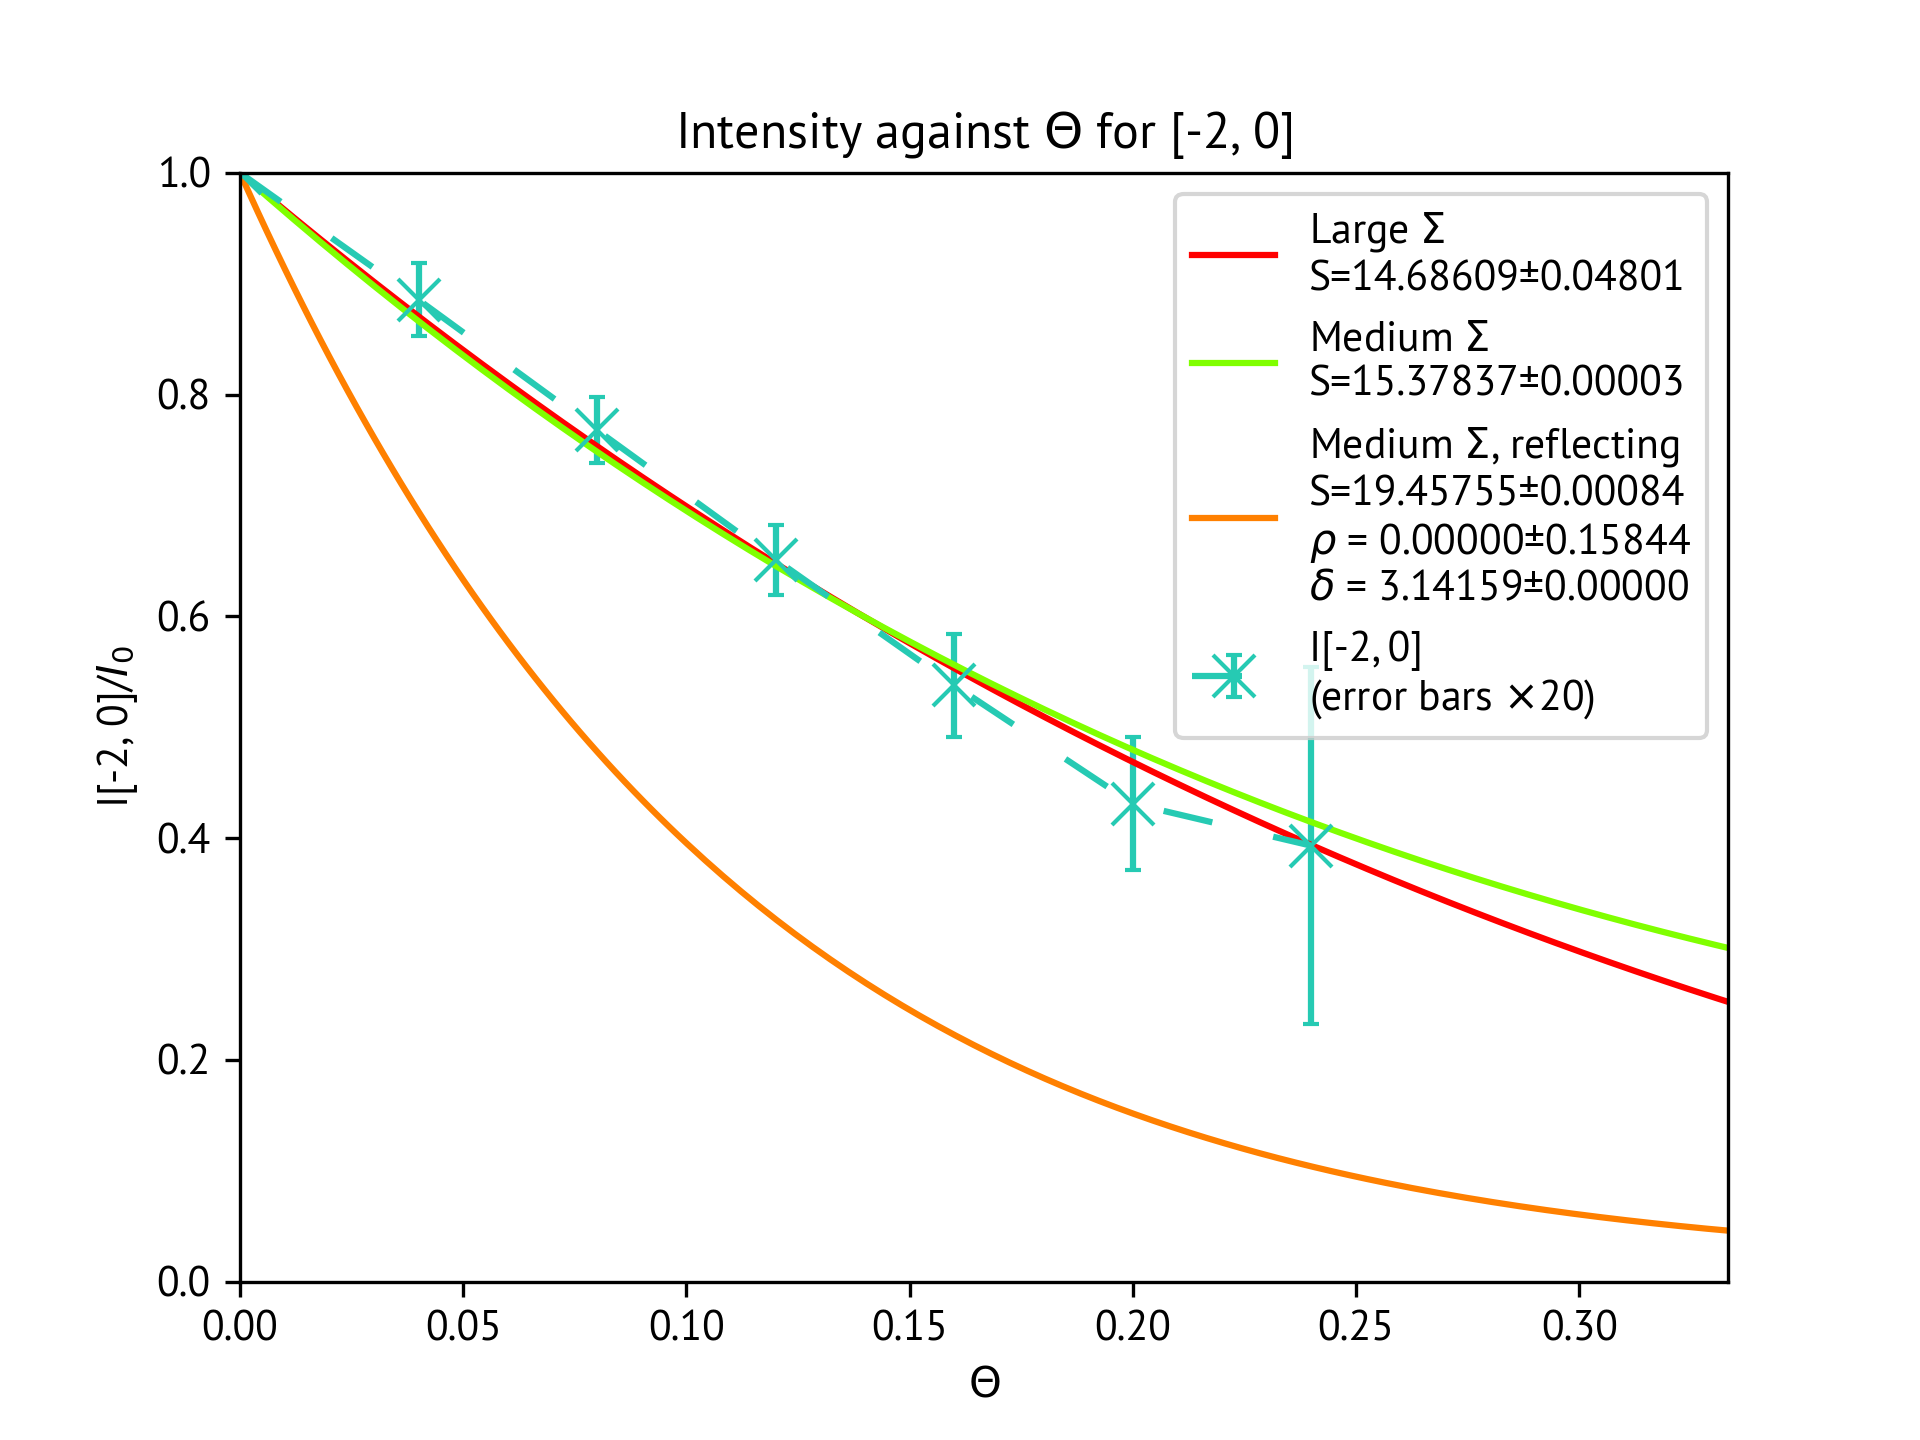 Intensity against Θ for [-2, 0]
I[-2, 0]/I₀
1.0
0.8
0.6
0.4
0.2
0.0
0.00 0.05 0.10 0.15 0.20 0.25 0.30
Θ
Large Σ
S=14.68609±0.04801
Medium Σ
S=15.37837±0.00003
Medium Σ, reflecting
S=19.45755±0.00084
ρ = 0.00000±0.15844
δ = 3.14159±0.00000
I[-2, 0]
(error bars ×20)